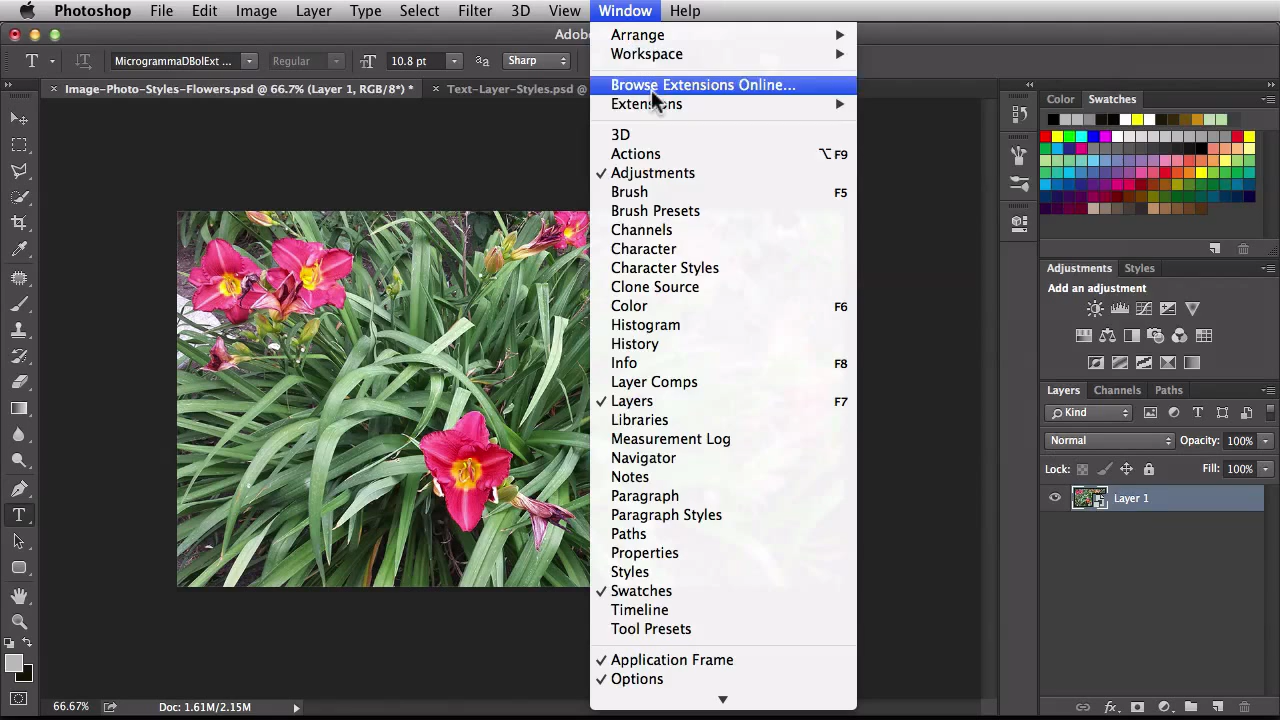 Photoshop File Edit Image Layer Type Select Filter 3D View Window Help
Adobe
T T MicrogrammaDBolExt ... Regular 10.8 pt aa Sharp
× Image-Photo-Styles-Flower.psd @ 66.7% (Layer 1, RGB/8*) * × Text-Layer-Styles.psd @
Arrange
Workspace
Browse Extensions Online...
Extensions
3D
Actions ⌥F9
✓ Adjustments
Brush F5
Brush Presets
Channels
Character
Character Styles
Clone Source
Color F6
Histogram
History
Info F8
Layer Comps
✓ Layers F7
Libraries
Measurement Log
Navigator
Notes
Paragraph
Paragraph Styles
Paths
Properties
Styles
✓ Swatches
Timeline
Tool Presets
✓ Application Frame
✓ Options
Color Swatches
Adjustments Styles
Add an adjustment
Layers Channels Paths
Kind T
Normal Opacity: 100%
Lock: Fill: 100%
Layer 1
T
66.67% Doc: 1.61M/2.15M
fx